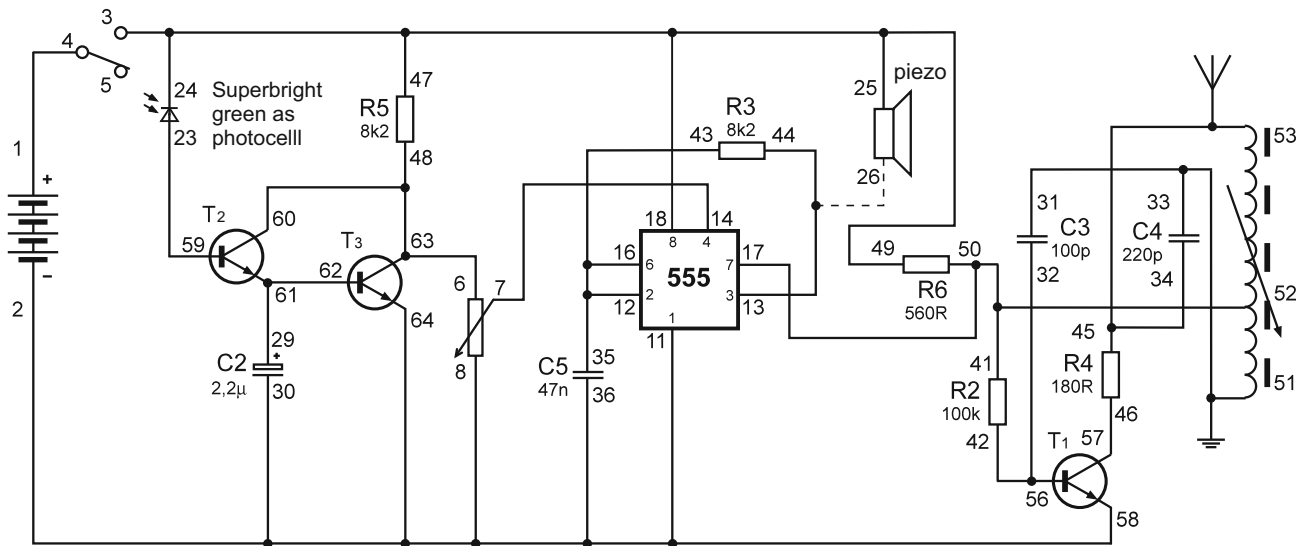 3
4
5
1
+
−
2
24
23
Superbright
green as
photocelll
47
R5
8k2
48
T2
60
59
61
T3
63
62
64
29
+
C2
2,2µ
30
6
7
8
43
R3
8k2
44
piezo
25
26
18
14
8
4
16
6
555
7
17
12
2
3
13
1
11
35
C5
47n
36
49
50
R6
560R
31
C3
100p
32
33
C4
220p
34
53
52
51
45
R4
180R
46
41
R2
100k
42
T1
57
56
58